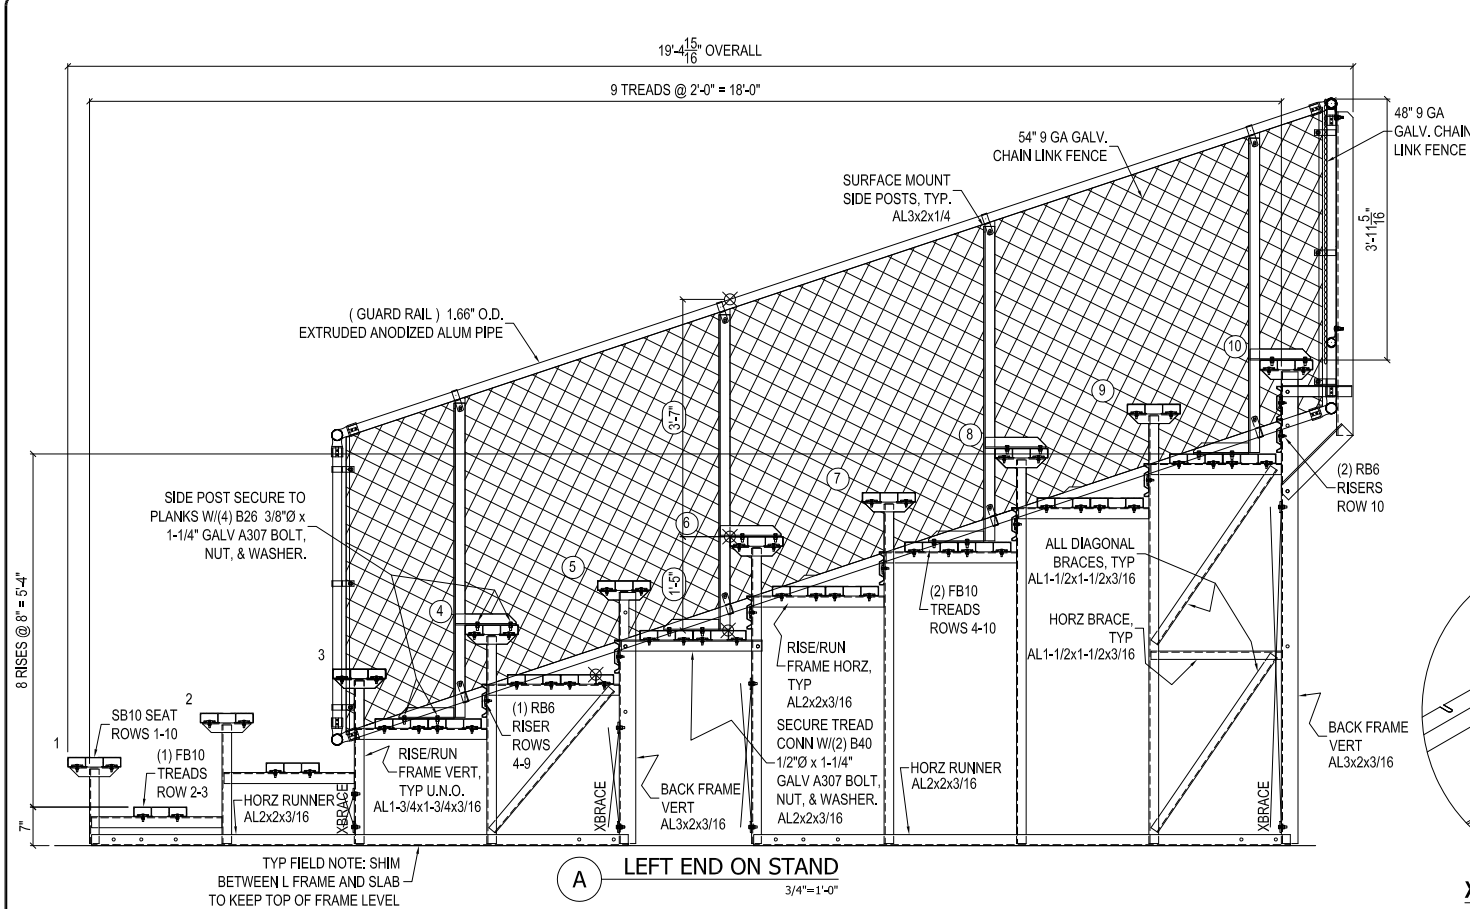 19'-4 15/16" OVERALL
9 TREADS @ 2'-0" = 18'-0"
48" 9 GA
GALV. CHAIN
LINK FENCE
54" 9 GA GALV.
CHAIN LINK FENCE
SURFACE MOUNT
SIDE POSTS, TYP.
AL3x2x1/4
3'-11 5/16"
( GUARD RAIL ) 1.66" O.D.
EXTRUDED ANODIZED ALUM PIPE
10
9
3'-7"
8
7
(2) RB6
RISERS
ROW 10
SIDE POST SECURE TO
PLANKS W/(4) B26 3/8"Ø x
1-1/4" GALV A307 BOLT,
NUT, & WASHER.
6
5
1'-5"
4
ALL DIAGONAL
BRACES, TYP
AL1-1/2x1-1/2x3/16
(2) FB10
TREADS
ROWS 4-10
HORZ BRACE,
TYP
AL1-1/2x1-1/2x3/16
8 RISES @ 8" = 5'-4"
3
RISE/RUN
FRAME HORZ,
TYP
AL2x2x3/16
2
SB10 SEAT
ROWS 1-10
1
(1) FB10
TREADS
ROW 2-3
(1) RB6
RISER
ROWS
4-9
SECURE TREAD
CONN W/(2) B40
1/2"Ø x 1-1/4"
GALV A307 BOLT,
NUT, & WASHER.
AL2x2x3/16
BACK FRAME
VERT
AL3x2x3/16
RISE/RUN
FRAME VERT,
TYP U.N.O.
AL1-3/4x1-3/4x3/16
HORZ RUNNER
AL2x2x3/16
HORZ RUNNER
AL2x2x3/16
XBRACE
XBRACE
BACK FRAME
VERT
AL3x2x3/16
XBRACE
7"
TYP FIELD NOTE: SHIM
BETWEEN L FRAME AND SLAB
TO KEEP TOP OF FRAME LEVEL
A
LEFT END ON STAND
3/4"=1'-0"